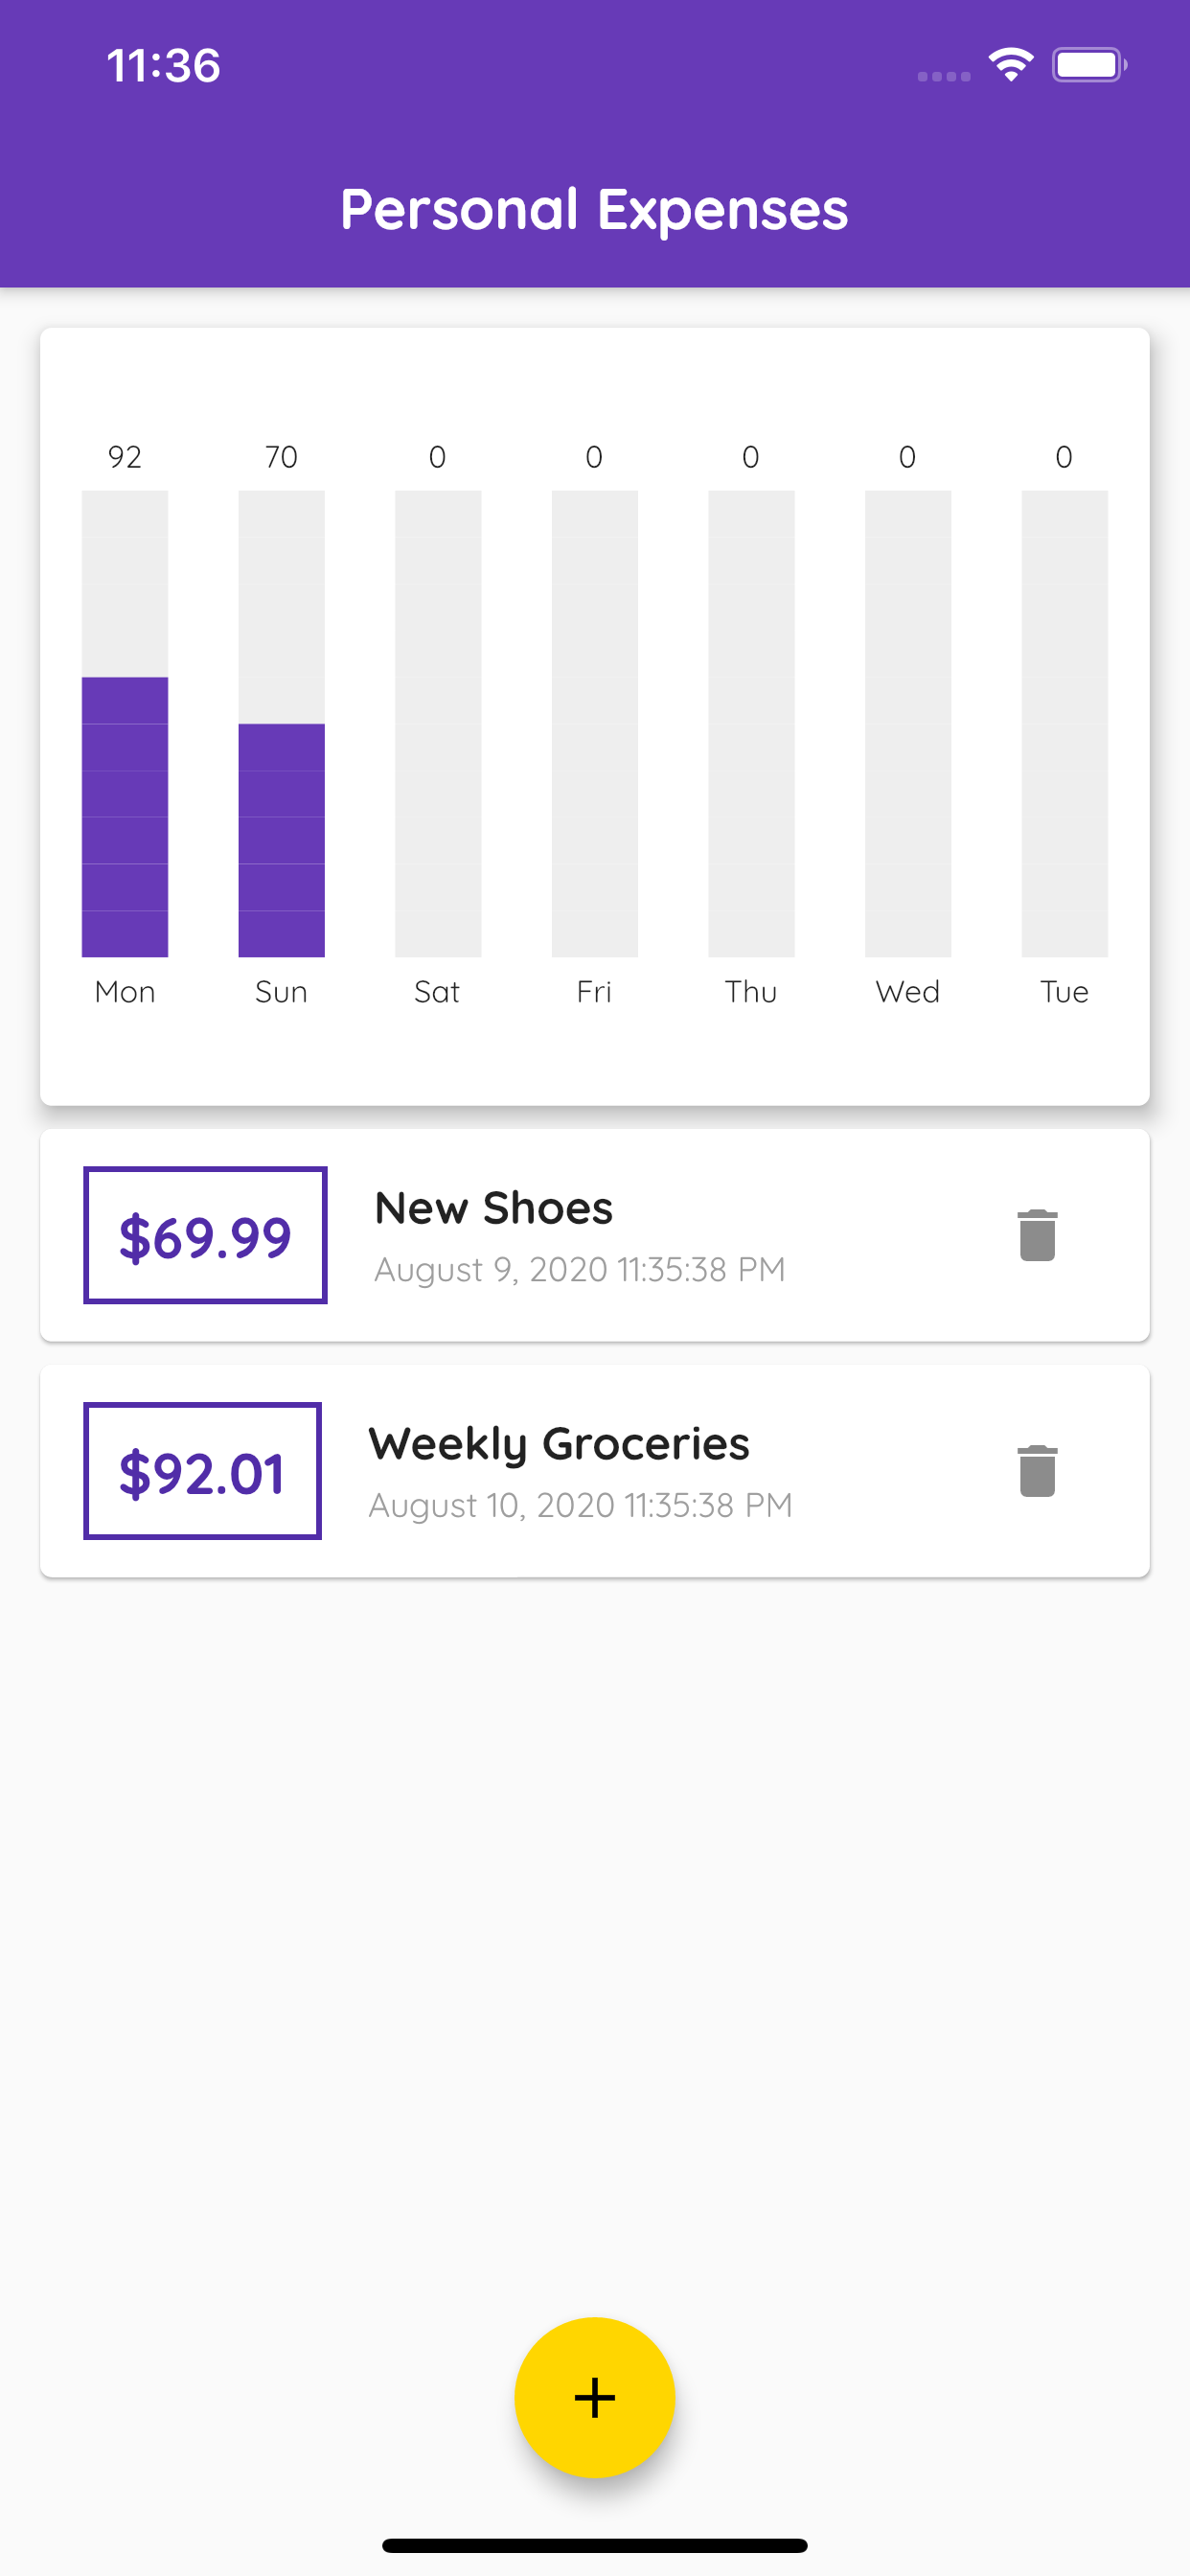 11:36
Personal Expenses
92 70 0 0 0 0 0
Mon Sun Sat Fri Thu Wed Tue
$69.99
New Shoes
August 9, 2020 11:35:38 PM
$92.01
Weekly Groceries
August 10, 2020 11:35:38 PM
+